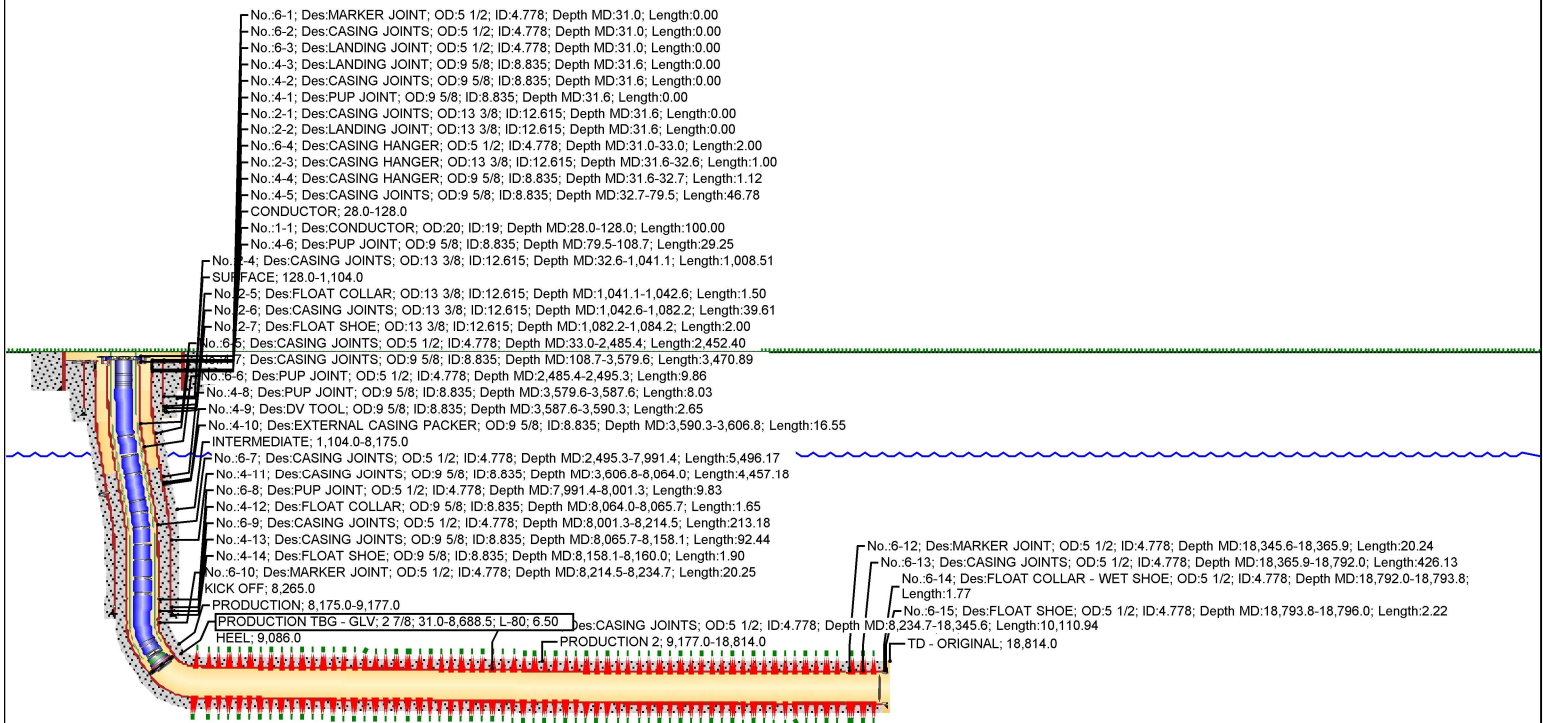 No.:6-1; Des:MARKER JOINT; OD:5 1/2; ID:4.778; Depth MD:31.0; Length:0.00
No.:6-2; Des:CASING JOINTS; OD:5 1/2; ID:4.778; Depth MD:31.0; Length:0.00
No.:6-3; Des:LANDING JOINT; OD:5 1/2; ID:4.778; Depth MD:31.0; Length:0.00
No.:4-3; Des:LANDING JOINT; OD:9 5/8; ID:8.835; Depth MD:31.6; Length:0.00
No.:4-2; Des:CASING JOINTS; OD:9 5/8; ID:8.835; Depth MD:31.6; Length:0.00
No.:4-1; Des:PUP JOINT; OD:9 5/8; ID:8.835; Depth MD:31.6; Length:0.00
No.:2-1; Des:CASING JOINTS; OD:13 3/8; ID:12.615; Depth MD:31.6; Length:0.00
No.:2-2; Des:LANDING JOINT; OD:13 3/8; ID:12.615; Depth MD:31.6; Length:0.00
No.:6-4; Des:CASING HANGER; OD:5 1/2; ID:4.778; Depth MD:31.0-33.0; Length:2.00
No.:2-3; Des:CASING HANGER; OD:13 3/8; ID:12.615; Depth MD:31.6-32.6; Length:1.00
No.:4-4; Des:CASING HANGER; OD:9 5/8; ID:8.835; Depth MD:31.6-32.7; Length:1.12
No.:4-5; Des:CASING JOINTS; OD:9 5/8; ID:8.835; Depth MD:32.7-79.5; Length:46.78
CONDUCTOR; 28.0-128.0
No.:1-1; Des:CONDUCTOR; OD:20; ID:19; Depth MD:28.0-128.0; Length:100.00
No.:4-6; Des:PUP JOINT; OD:9 5/8; ID:8.835; Depth MD:79.5-108.7; Length:29.25
No.:2-4; Des:CASING JOINTS; OD:13 3/8; ID:12.615; Depth MD:32.6-1,041.1; Length:1,008.51
SURFACE; 128.0-1,104.0
No.:2-5; Des:FLOAT COLLAR; OD:13 3/8; ID:12.615; Depth MD:1,041.1-1,042.6; Length:1.50
No.:2-6; Des:CASING JOINTS; OD:13 3/8; ID:12.615; Depth MD:1,042.6-1,082.2; Length:39.61
No.:2-7; Des:FLOAT SHOE; OD:13 3/8; ID:12.615; Depth MD:1,082.2-1,084.2; Length:2.00
No.:6-5; Des:CASING JOINTS; OD:5 1/2; ID:4.778; Depth MD:33.0-2,485.4; Length:2,452.40
Des:CASING JOINTS; OD:9 5/8; ID:8.835; Depth MD:108.7-3,579.6; Length:3,470.89
No.:6-6; Des:PUP JOINT; OD:5 1/2; ID:4.778; Depth MD:2,485.4-2,495.3; Length:9.86
No.:4-8; Des:PUP JOINT; OD:9 5/8; ID:8.835; Depth MD:3,579.6-3,587.6; Length:8.03
No.:4-9; Des:DV TOOL; OD:9 5/8; ID:8.835; Depth MD:3,587.6-3,590.3; Length:2.65
No.:4-10; Des:EXTERNAL CASING PACKER; OD:9 5/8; ID:8.835; Depth MD:3,590.3-3,606.8; Length:16.55
INTERMEDIATE; 1,104.0-8,175.0
No.:6-7; Des:CASING JOINTS; OD:5 1/2; ID:4.778; Depth MD:2,495.3-7,991.4; Length:5,496.17
No.:4-11; Des:CASING JOINTS; OD:9 5/8; ID:8.835; Depth MD:3,606.8-8,064.0; Length:4,457.18
No.:6-8; Des:PUP JOINT; OD:5 1/2; ID:4.778; Depth MD:7,991.4-8,001.3; Length:9.83
No.:4-12; Des:FLOAT COLLAR; OD:9 5/8; ID:8.835; Depth MD:8,064.0-8,065.7; Length:1.65
No.:6-9; Des:CASING JOINTS; OD:5 1/2; ID:4.778; Depth MD:8,001.3-8,214.5; Length:213.18
No.:4-13; Des:CASING JOINTS; OD:9 5/8; ID:8.835; Depth MD:8,065.7-8,158.1; Length:92.44
No.:4-14; Des:FLOAT SHOE; OD:9 5/8; ID:8.835; Depth MD:8,158.1-8,160.0; Length:1.90
No.:6-10; Des:MARKER JOINT; OD:5 1/2; ID:4.778; Depth MD:8,214.5-8,234.7; Length:20.25
KICK OFF; 8,265.0
PRODUCTION; 8,175.0-9,177.0
PRODUCTION TBG - GLV; 2 7/8; 31.0-8,688.5; L-80; 6.50
Des:CASING JOINTS; OD:5 1/2; ID:4.778; Depth MD:8,234.7-18,345.6; Length:10,110.94
HEEL; 9,086.0
PRODUCTION 2; 9,177.0-18,814.0
No.:6-12; Des:MARKER JOINT; OD:5 1/2; ID:4.778; Depth MD:18,345.6-18,365.9; Length:20.24
No.:6-13; Des:CASING JOINTS; OD:5 1/2; ID:4.778; Depth MD:18,365.9-18,792.0; Length:426.13
No.:6-14; Des:FLOAT COLLAR - WET SHOE; OD:5 1/2; ID:4.778; Depth MD:18,792.0-18,793.8;
Length:1.77
No.:6-15; Des:FLOAT SHOE; OD:5 1/2; ID:4.778; Depth MD:18,793.8-18,796.0; Length:2.22
TD - ORIGINAL; 18,814.0